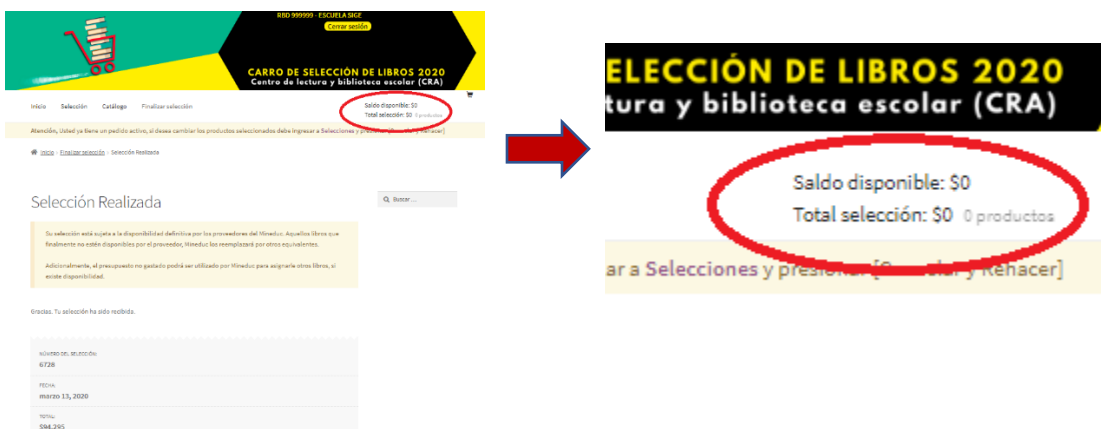 RBD 999999 - ESCUELA SIGE
Cerrar sesión
CARRO DE SELECCIÓN DE LIBROS 2020
Centro de lectura y biblioteca escolar (CRA)
Inicio Selección Catálogo Finalizar selección
Saldo disponible: $0
Total selección: $0 0 productos
Atención, Usted ya tiene un pedido activo, si desea cambiar los productos seleccionados debe ingresar a Selecciones y y Rehacer]
Inicio › Finalizar selección › Selección Realizada
Selección Realizada
Buscar ...
Su selección está sujeta a la disponibilidad definitiva por los proveedores del Mineduc. Aquellos libros que
finalmente no estén disponibles por el proveedor, Mineduc los reemplazará por otros equivalentes.
Adicionalmente, el presupuesto no gastado podrá ser utilizado por Mineduc para asignarle otros libros, si
existe disponibilidad.
Gracias. Tu selección ha sido recibida.
NÚMERO DEL SELECCIÓN:
6728
FECHA:
marzo 13, 2020
TOTAL:
$94.295
ELECCIÓN DE LIBROS 2020
tura y biblioteca escolar (CRA)
Saldo disponible: $0
Total selección: $0 0 productos
ar a Selecciones y y Rehacer]